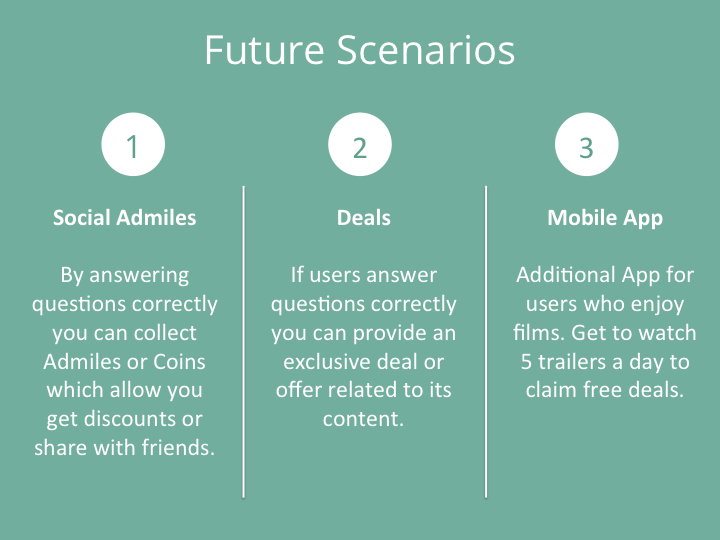 Future Scenarios
1
2
3
Social Admiles
By answering
questions correctly
you can collect
Admiles or Coins
which allow you
get discounts or
share with friends.
Deals
If users answer
questions correctly
you can provide an
exclusive deal or
offer related to its
content.
Mobile App
Additional App for
users who enjoy
films. Get to watch
5 trailers a day to
claim free deals.